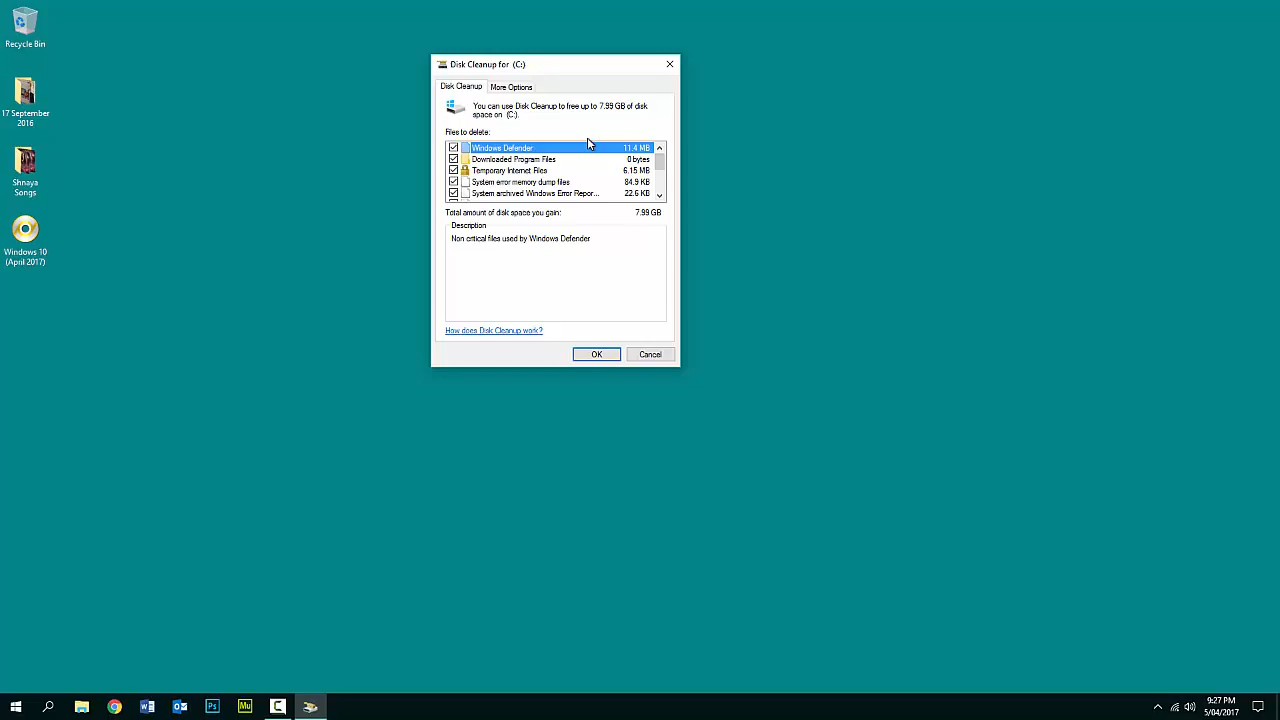 Recycle Bin
17 September
2016
Shnaya
Songs
Windows 10
(April 2017)
Disk Cleanup for (C:)
Disk Cleanup
More Options
You can use Disk Cleanup to free up to 7.99 GB of disk
space on (C:).
Files to delete:
Windows Defender 11.4 MB
Downloaded Program Files 0 bytes
Temporary Internet Files 6.15 MB
System error memory dump files 84.9 KB
System archived Windows Error Repor... 22.6 KB
Total amount of disk space you gain: 7.99 GB
Description
Non critical files used by Windows Defender
How does Disk Cleanup work?
OK
Cancel
Ps
Mu
C
9:27 PM
5/04/2017